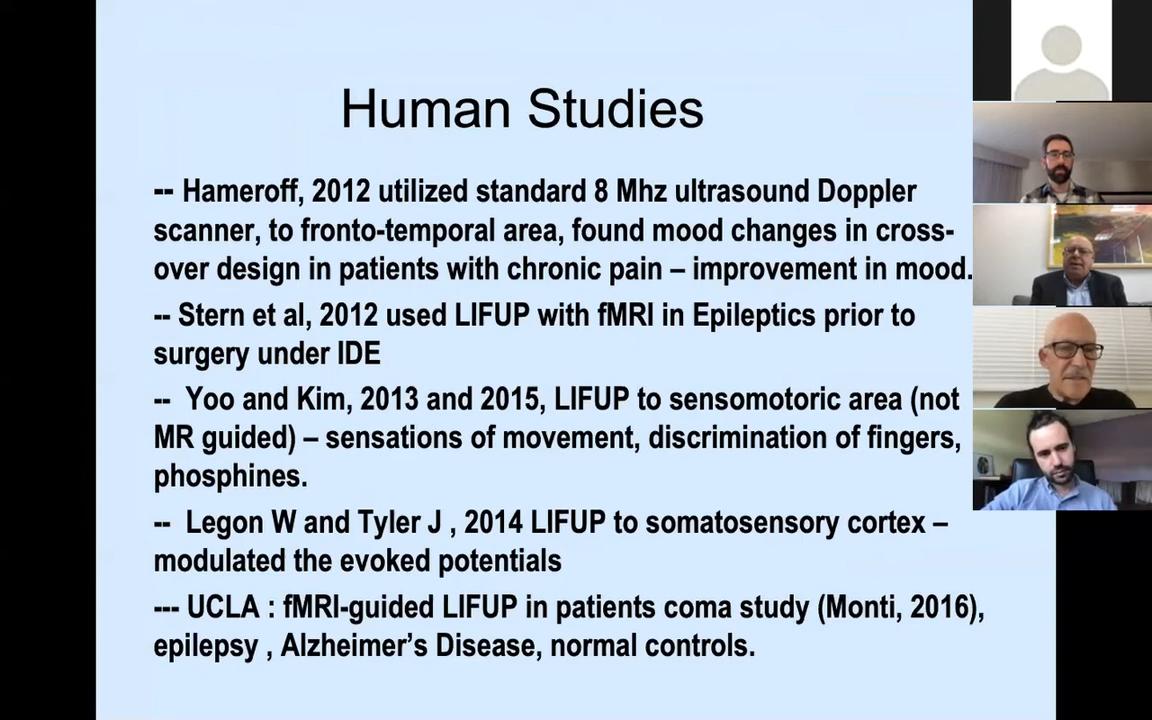 Human Studies
-- Hameroff, 2012 utilized standard 8 Mhz ultrasound Doppler
scanner, to fronto-temporal area, found mood changes in cross-
over design in patients with chronic pain – improvement in mood.
-- Stern et al, 2012 used LIFUP with fMRI in Epileptics prior to
surgery under IDE
-- Yoo and Kim, 2013 and 2015, LIFUP to sensomotoric area (not
MR guided) – sensations of movement, discrimination of fingers,
phosphines.
-- Legon W and Tyler J , 2014 LIFUP to somatosensory cortex –
modulated the evoked potentials
--- UCLA : fMRI-guided LIFUP in patients coma study (Monti, 2016),
epilepsy , Alzheimer’s Disease, normal controls.